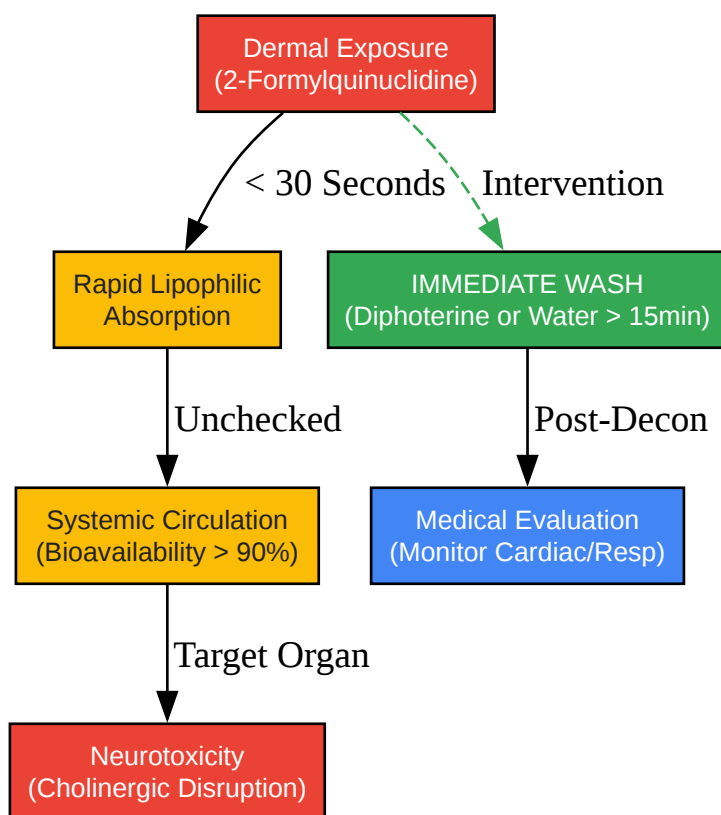 Dermal Exposure
(2-Formylquinuclidine)
< 30 Seconds
Intervention
Rapid Lipophilic
Absorption
IMMEDIATE WASH
(Diphoterine or Water > 15min)
Unchecked
Post-Decon
Systemic Circulation
(Bioavailability > 90%)
Medical Evaluation
(Monitor Cardiac/Resp)
Target Organ
Neurotoxicity
(Cholinergic Disruption)